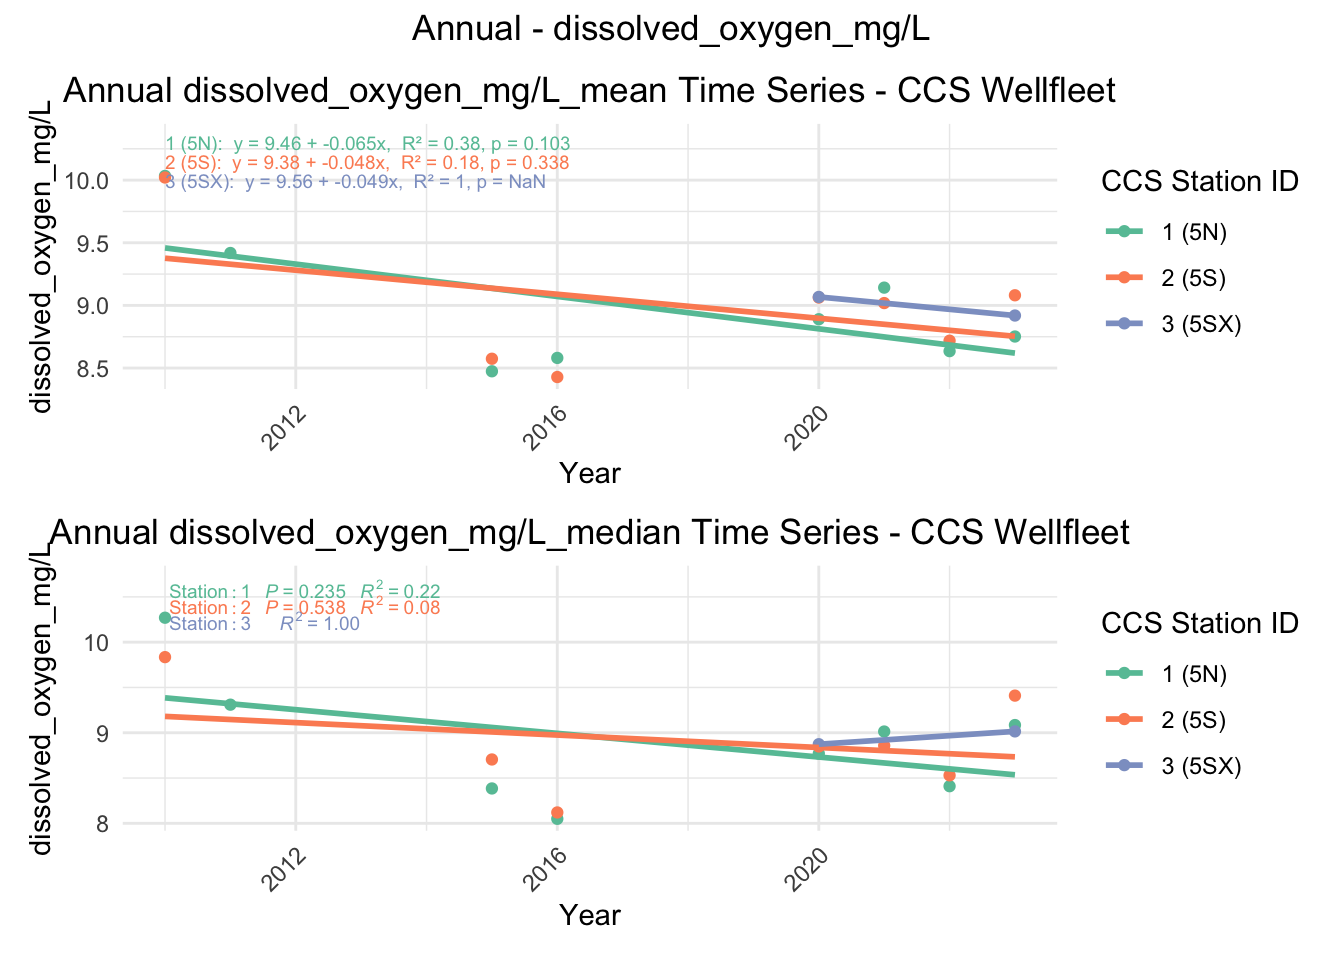 Annual - dissolved_oxygen_mg/L
Annual dissolved_oxygen_mg/L_mean Time Series - CCS Wellfleet
dissolved_oxygen_mg/L
1 (5N):  y = 9.46 + -0.065x,  R² = 0.38, p = 0.103
2 (5S):  y = 9.38 + -0.048x,  R² = 0.18, p = 0.338
3 (5SX):  y = 9.56 + -0.049x,  R² = 1, p = NaN
10.0
9.5
9.0
8.5
2012
2016
2020
Year
CCS Station ID
1 (5N)
2 (5S)
3 (5SX)
Annual dissolved_oxygen_mg/L_median Time Series - CCS Wellfleet
dissolved_oxygen_mg/L
Station : 1   P = 0.235   R² = 0.22
Station : 2   P = 0.538   R² = 0.08
Station : 3   R² = 1.00
10
9
8
2012
2016
2020
Year
CCS Station ID
1 (5N)
2 (5S)
3 (5SX)